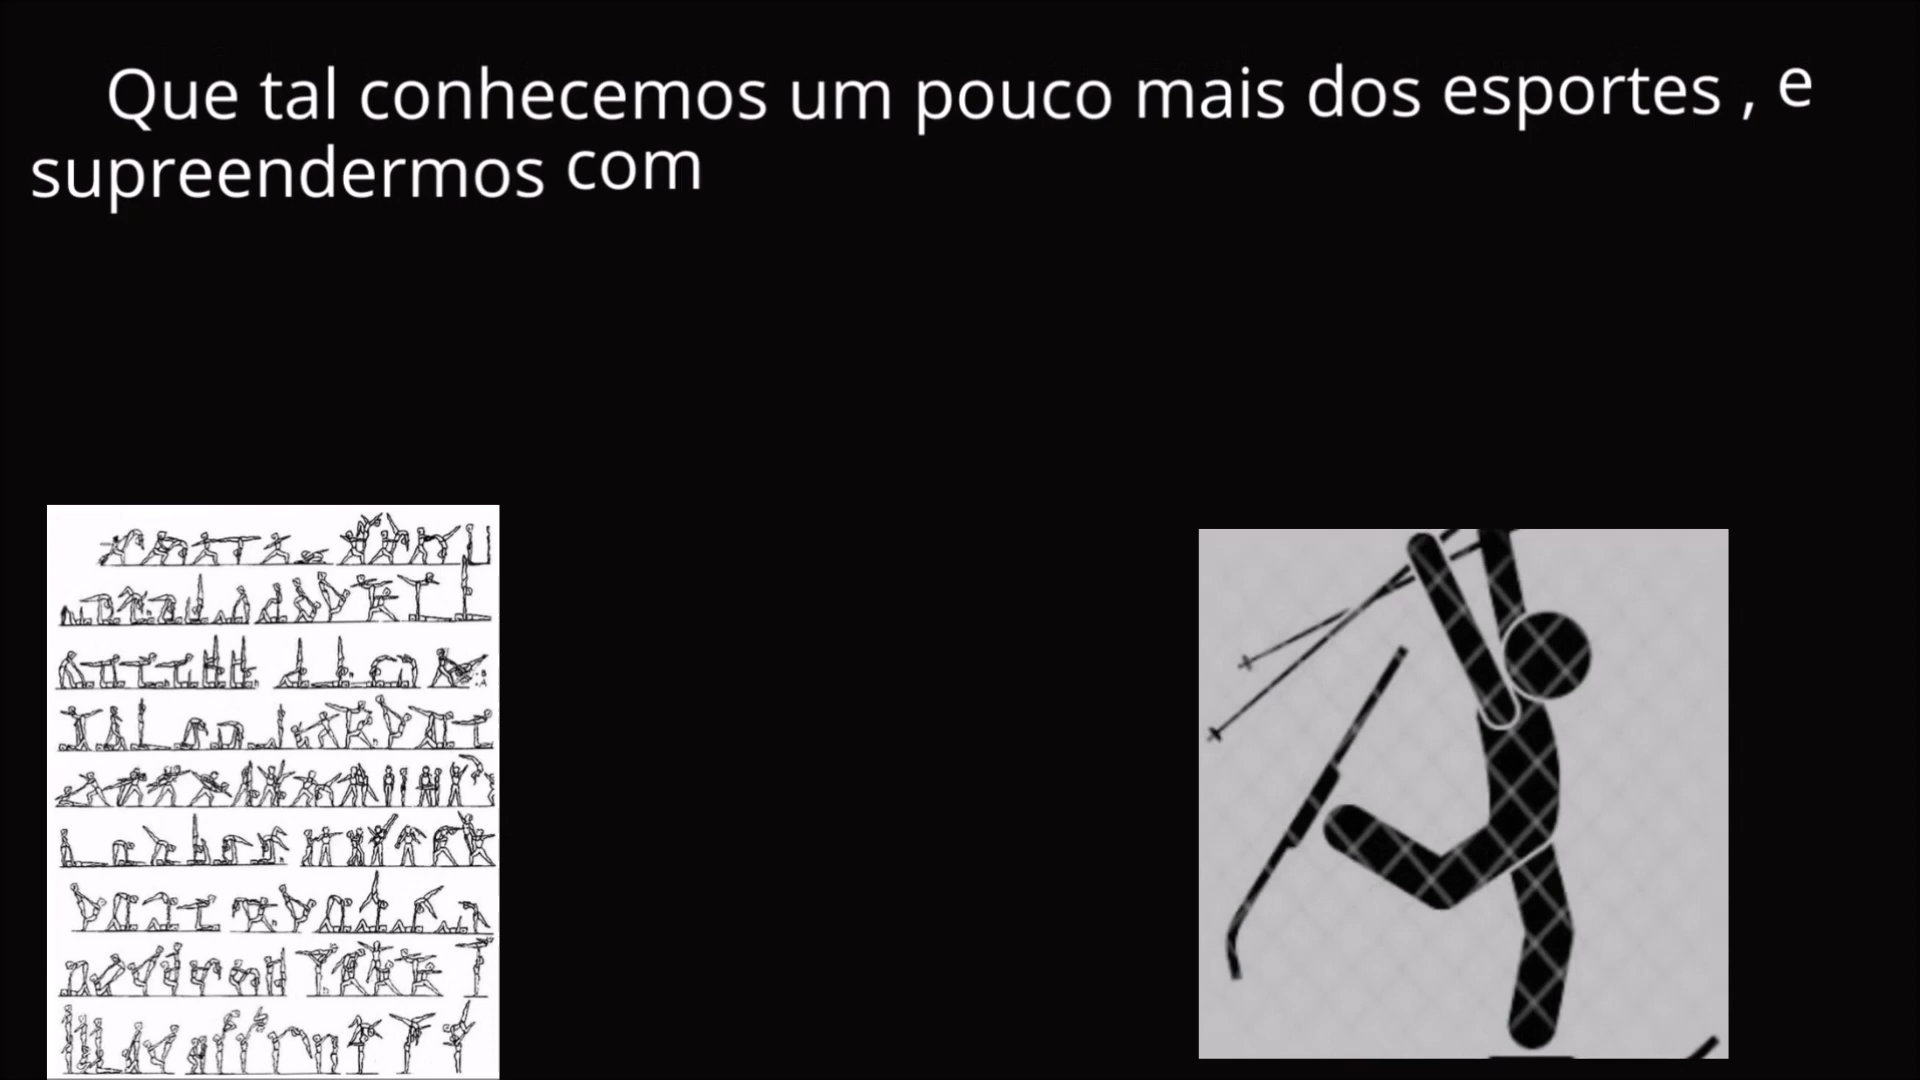 Que tal conhecemos um pouco mais dos esportes , e
supreendermos com